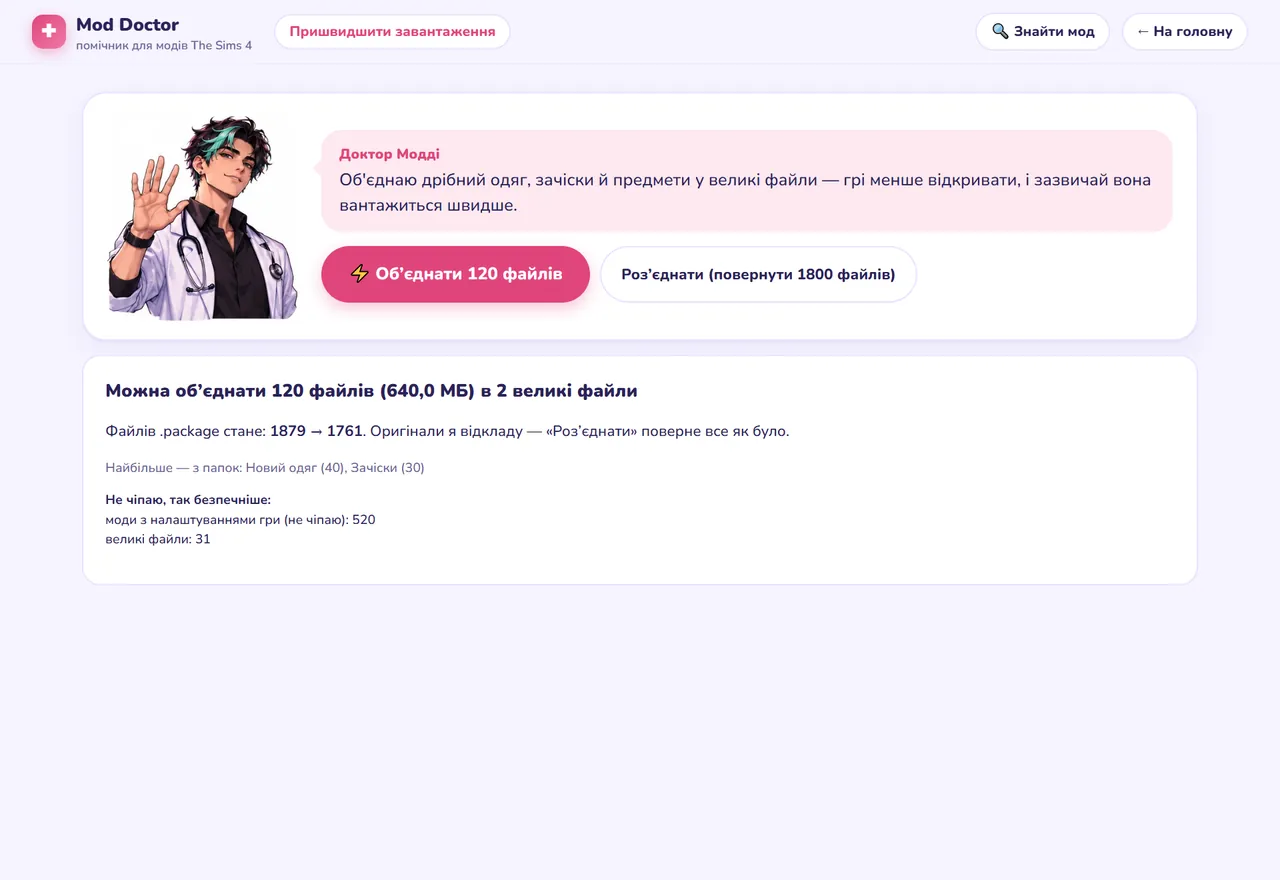 Mod Doctor
помічник для модів The Sims 4
Пришвидшити завантаження
🔍 Знайти мод
← На головну
Доктор Модді
Об'єднаю дрібний одяг, зачіски й предмети у великі файли — грі менше відкривати, і зазвичай вона
вантажиться швидше.
⚡ Об’єднати 120 файлів
Роз’єднати (повернути 1800 файлів)
Можна об’єднати 120 файлів (640,0 МБ) в 2 великі файли
Файлів .package стане: 1879 → 1761. Оригінали я відкладу — «Роз’єднати» поверне все як було.
Найбільше — з папок: Новий одяг (40), Зачіски (30)
Не чіпаю, так безпечніше:
моди з налаштуваннями гри (не чіпаю): 520
великі файли: 31